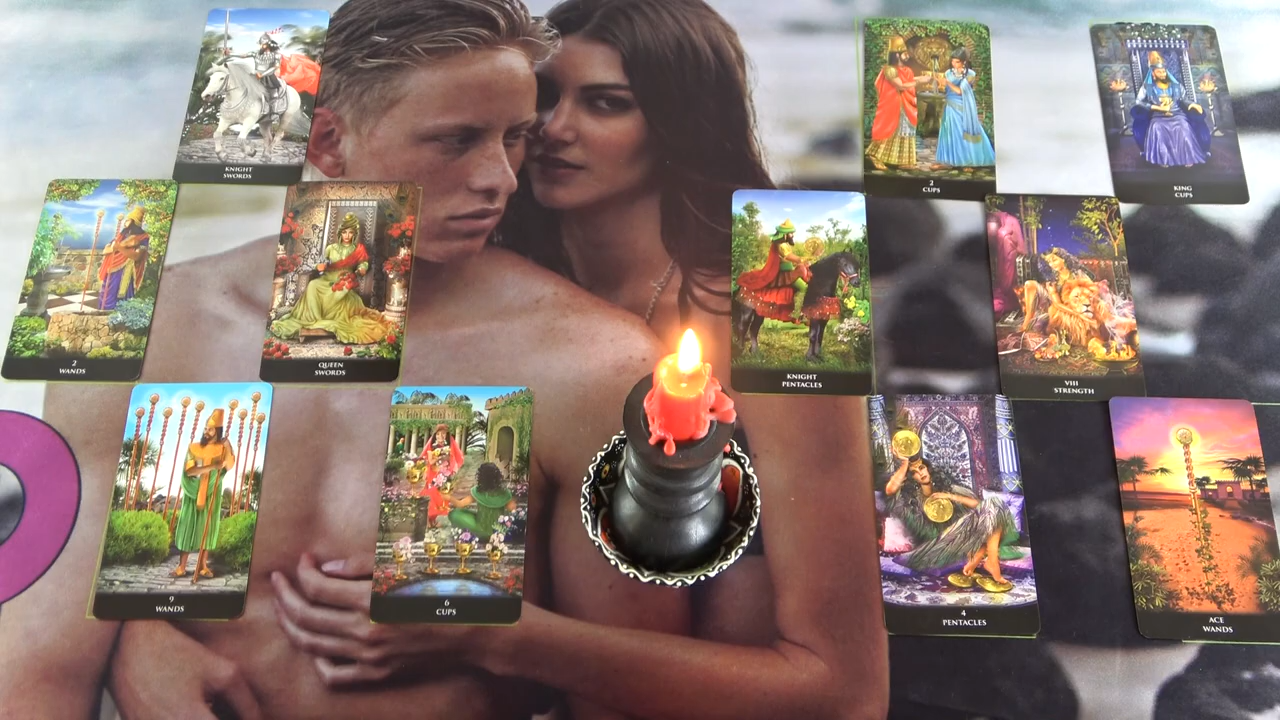 KNIGHT
SWORDS
2
CUPS
KING
CUPS
2
WANDS
QUEEN
SWORDS
KNIGHT
PENTACLES
VIII
STRENGTH
9
WANDS
6
CUPS
4
PENTACLES
ACE
WANDS